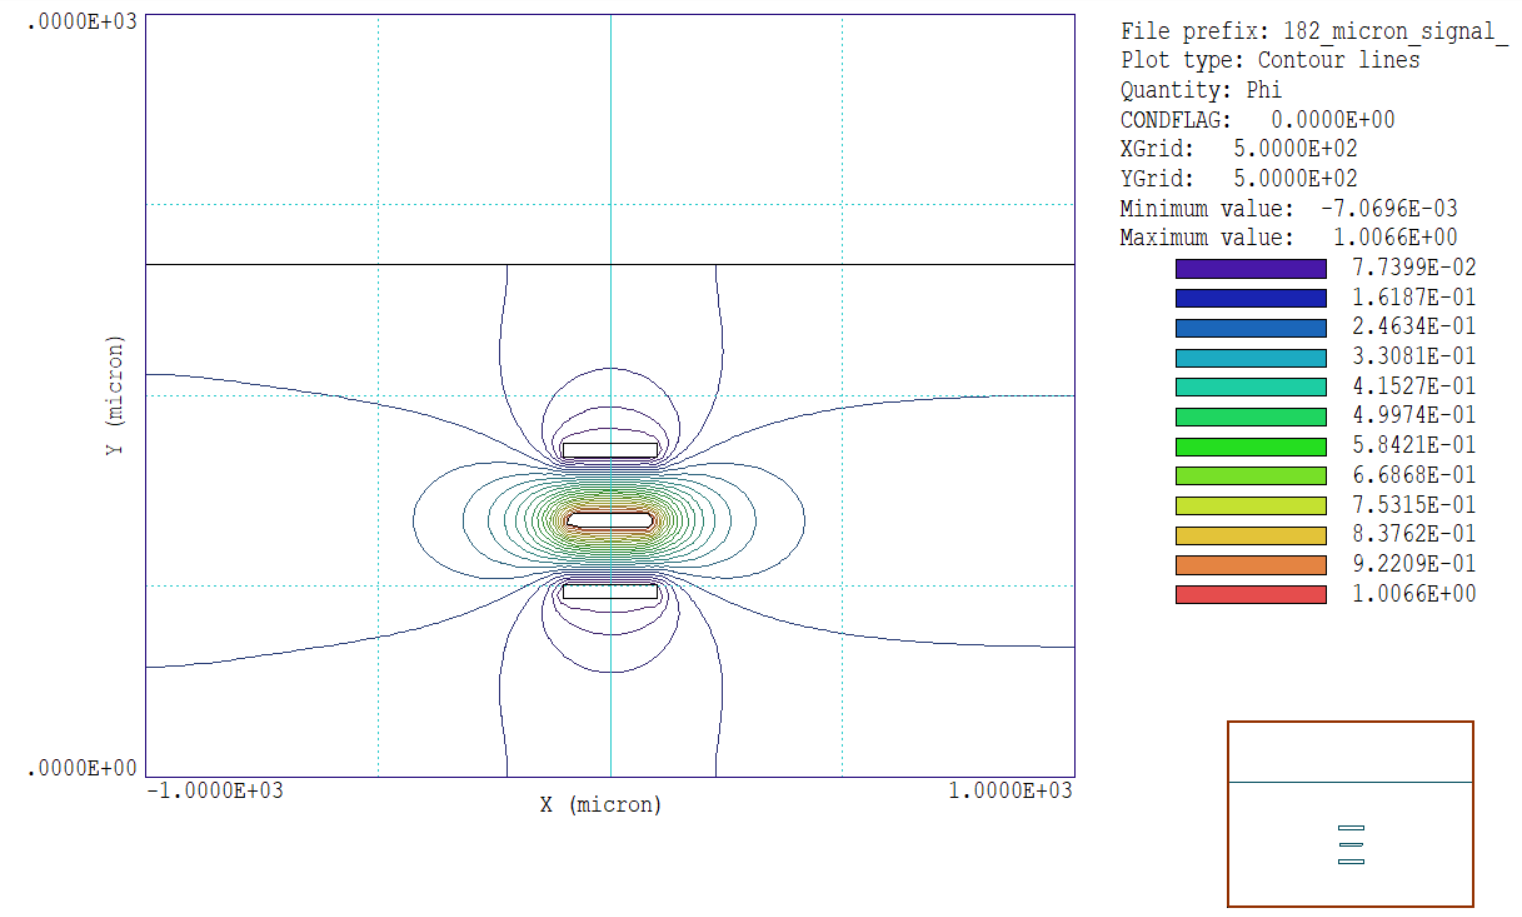 .0000E+03
File prefix: 182_micron_signal_
Plot type: Contour lines
Quantity: Phi
CONDFLAG: 0.0000E+00
XGrid: 5.0000E+02
YGrid: 5.0000E+02
Minimum value: -7.0696E-03
Maximum value: 1.0066E+00
7.7399E-02
1.6187E-01
2.4634E-01
3.3081E-01
4.1527E-01
4.9974E-01
5.8421E-01
6.6868E-01
7.5315E-01
8.3762E-01
9.2209E-01
1.0066E+00
Y (micron)
.0000E+00
-1.0000E+03
X (micron)
1.0000E+03